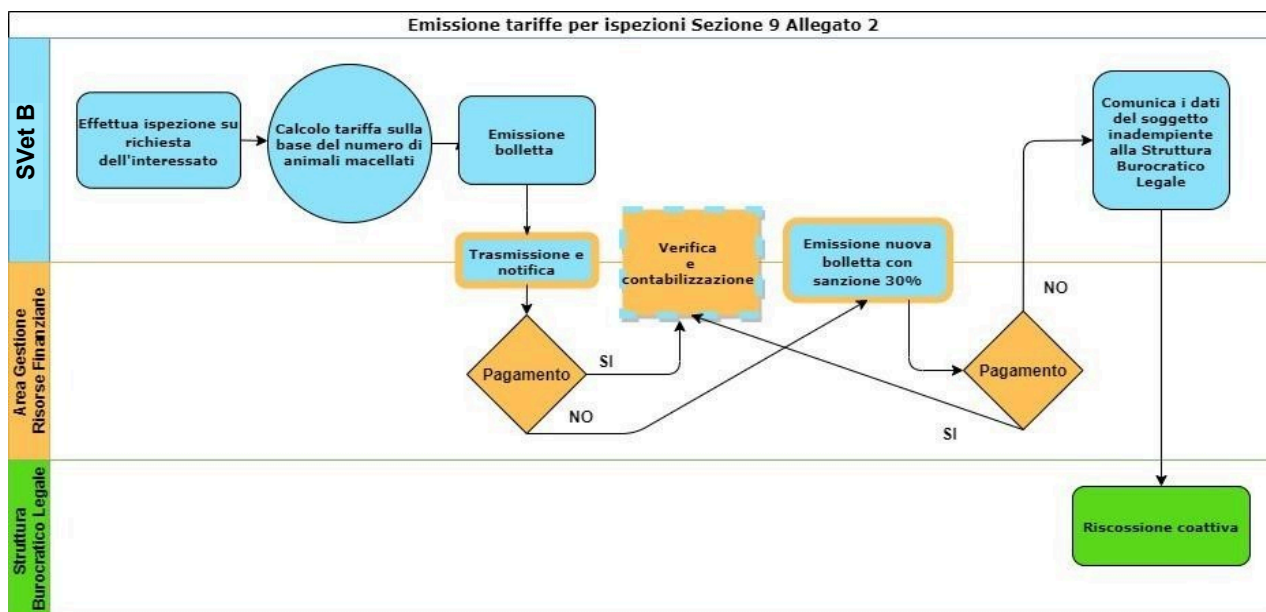 Emissione tariffe per ispezioni Sezione 9 Allegato 2
SVet B
Effettua ispezione su
richiesta
dell'interessato
Calcolo tariffa sulla
base del numero di
animali macellati
Emissione
bolletta
Comunica i dati
del soggetto
inadempiente
alla Struttura
Burocratico
Legale
Trasmissione e
notifica
Verifica
e
contabilizzazione
Emissione nuova
bolletta con
sanzione 30%
Area Gestione
Risorse Finanziarie
Pagamento
SI
NO
Pagamento
NO
SI
Struttura
Burocratico Legale
Riscossione coattiva